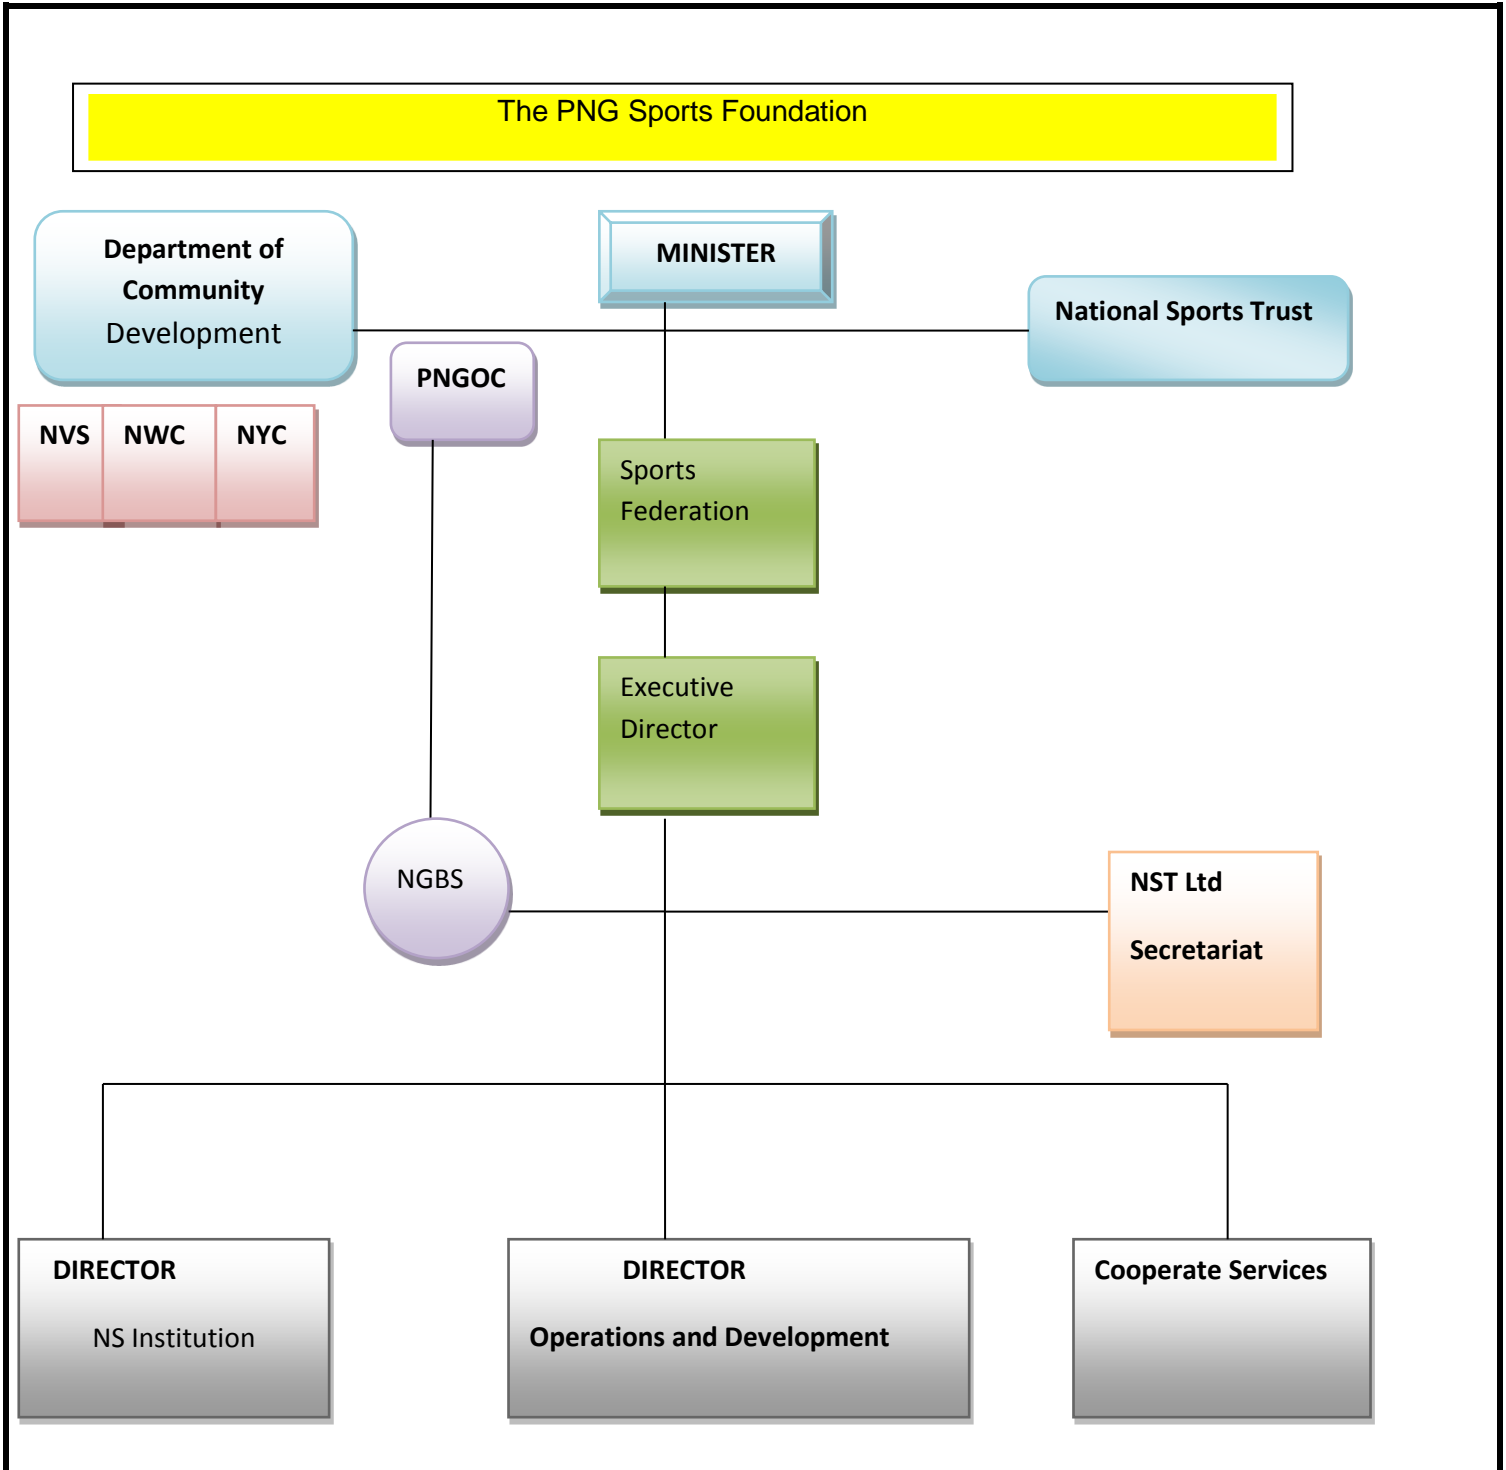 The PNG Sports Foundation
Department of
Community
Development
MINISTER
National Sports Trust
PNGOC
NVS
NWC
NYC
Sports
Federation
Executive
Director
NGBS
NST Ltd
Secretariat
DIRECTOR
NS Institution
DIRECTOR
Operations and Development
Cooperate Services